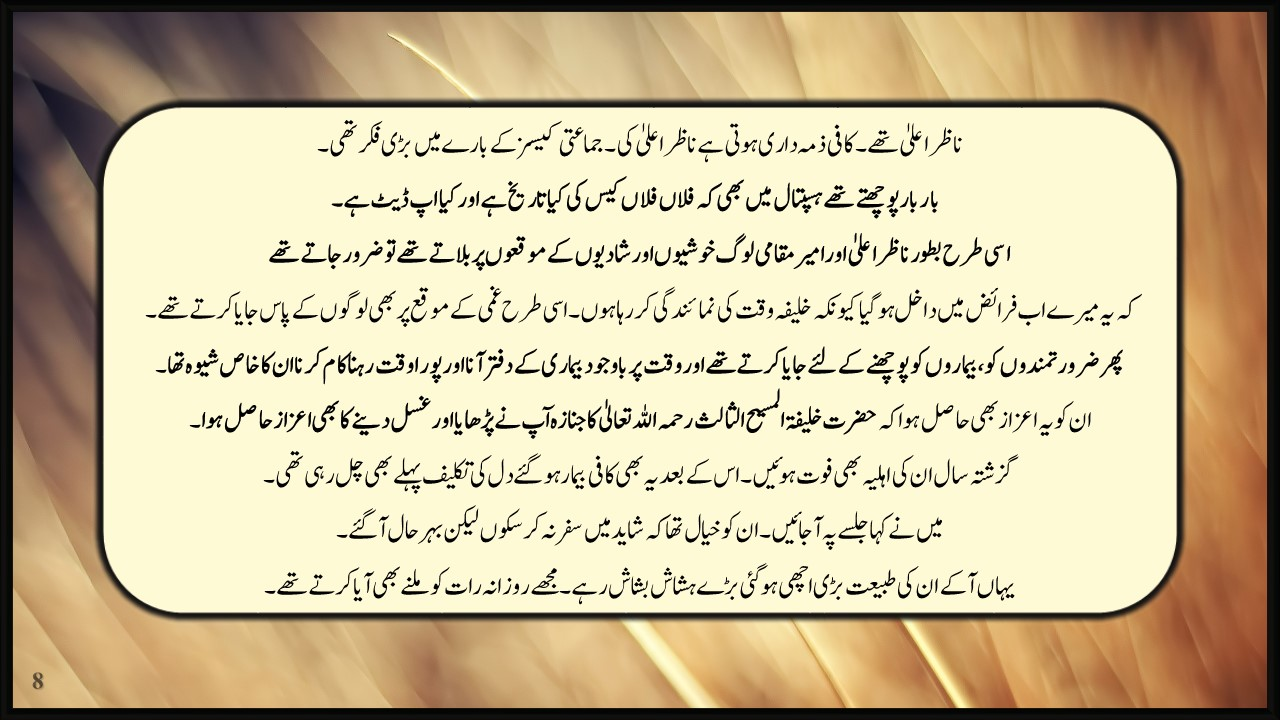 ناظر اعلیٰ تھے۔ کافی ذمہ داری ہوتی ہے ناظر اعلیٰ کی۔ جماعتی کیسز کے بارے میں بڑی فکر تھی۔
بار بار پوچھتے تھے ہسپتال میں بھی کہ فلاں فلاں کیس کی کیا تاریخ ہے اور کیا اپ ڈیٹ ہے۔
اسی طرح بطور ناظر اعلیٰ اور امیر مقامی لوگ خوشیوں اور شادیوں کے موقعوں پر بلاتے تھے تو ضرور جاتے تھے
کہ یہ میرے اب فرائض میں داخل ہو گیا کیونکہ خلیفہ وقت کی نمائندگی کر رہا ہوں۔ اسی طرح غمی کے موقع پر بھی لوگوں کے پاس جایا کرتے تھے۔
پھر ضرورتمندوں کو، بیماروں کو پوچھنے کے لئے جایا کرتے تھے اور وقت پر باوجود بیماری کے دفتر آنا اور پورا وقت رہنا کام کرنا ان کا خاص شیوہ تھا۔
ان کو یہ اعزاز بھی حاصل ہوا کہ حضرت خلیفۃ المسیح الثالث رحمہ اللہ تعالیٰ کا جنازہ آپ نے پڑھایا اور غسل دینے کا بھی اعزاز حاصل ہوا۔
گزشتہ سال ان کی اہلیہ بھی فوت ہوئیں۔ اس کے بعد یہ بھی کافی بیمار ہو گئے دل کی تکلیف پہلے بھی چل رہی تھی۔
میں نے کہا جلسے پہ آ جائیں۔ ان کو خیال تھا کہ شاید میں سفر نہ کر سکوں لیکن بہر حال آ گئے۔
یہاں آ کے ان کی طبیعت بڑی اچھی ہو گئی بڑے ہشاش بشاش رہے۔ مجھے روزانہ رات کو ملنے بھی آیا کرتے تھے۔
8